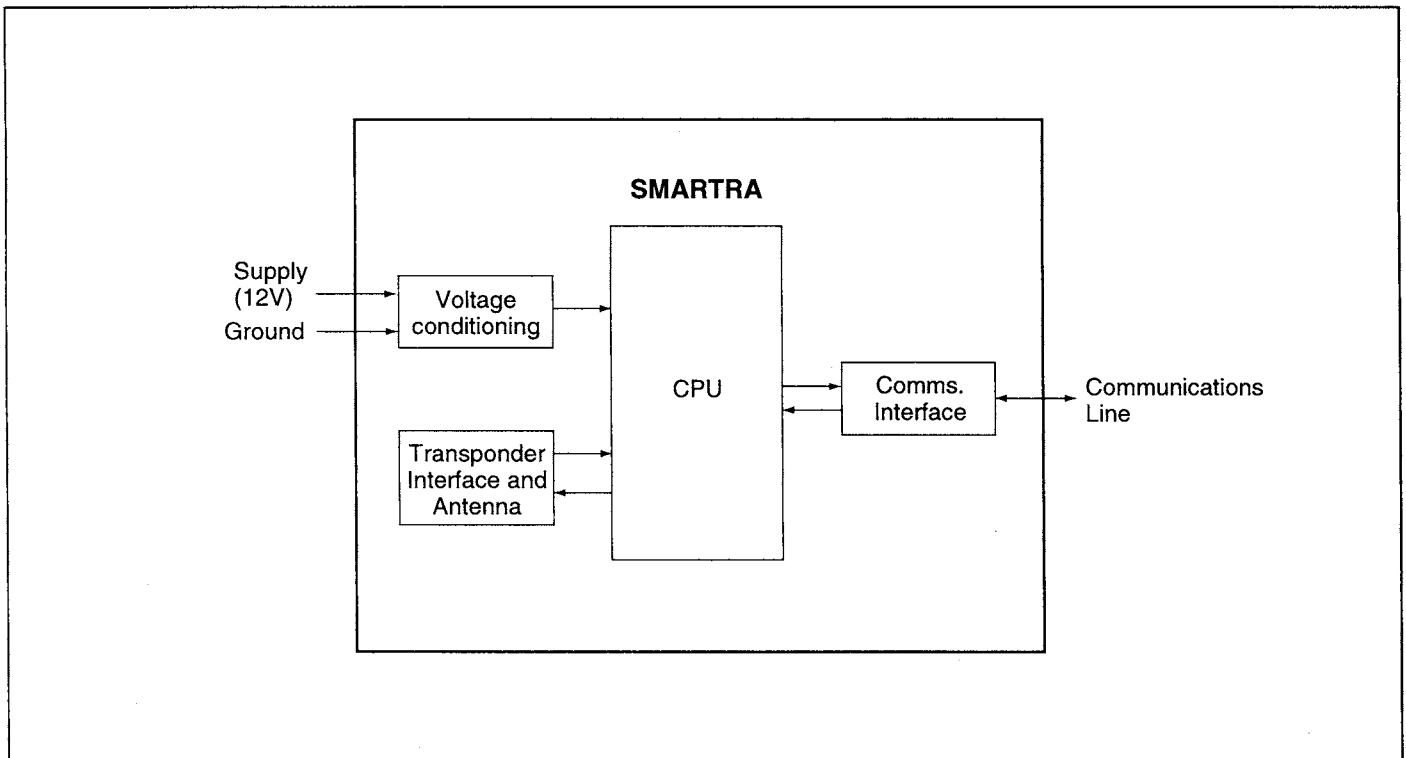 SMARTRA
Supply
(12V)
Ground
Voltage
conditioning
CPU
Transponder
Interface and
Antenna
Comms.
Interface
Communications
Line